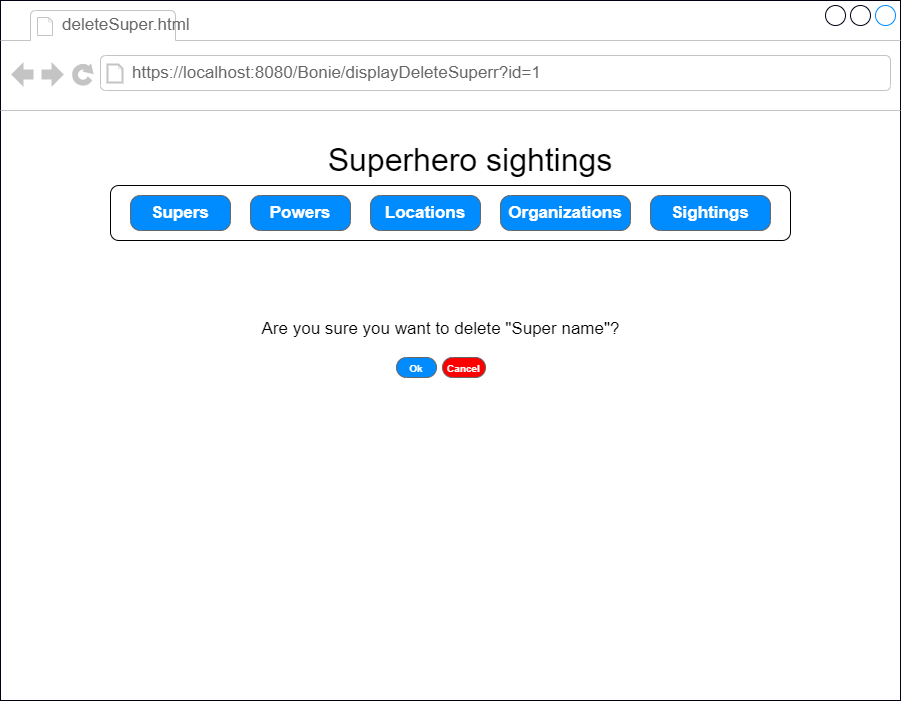 deleteSuper.html
https://localhost:8080/Bonie/displayDeleteSuperr?id=1
Superhero sightings
Supers Powers Locations Organizations Sightings
Are you sure you want to delete "Super name"?
Ok Cancel